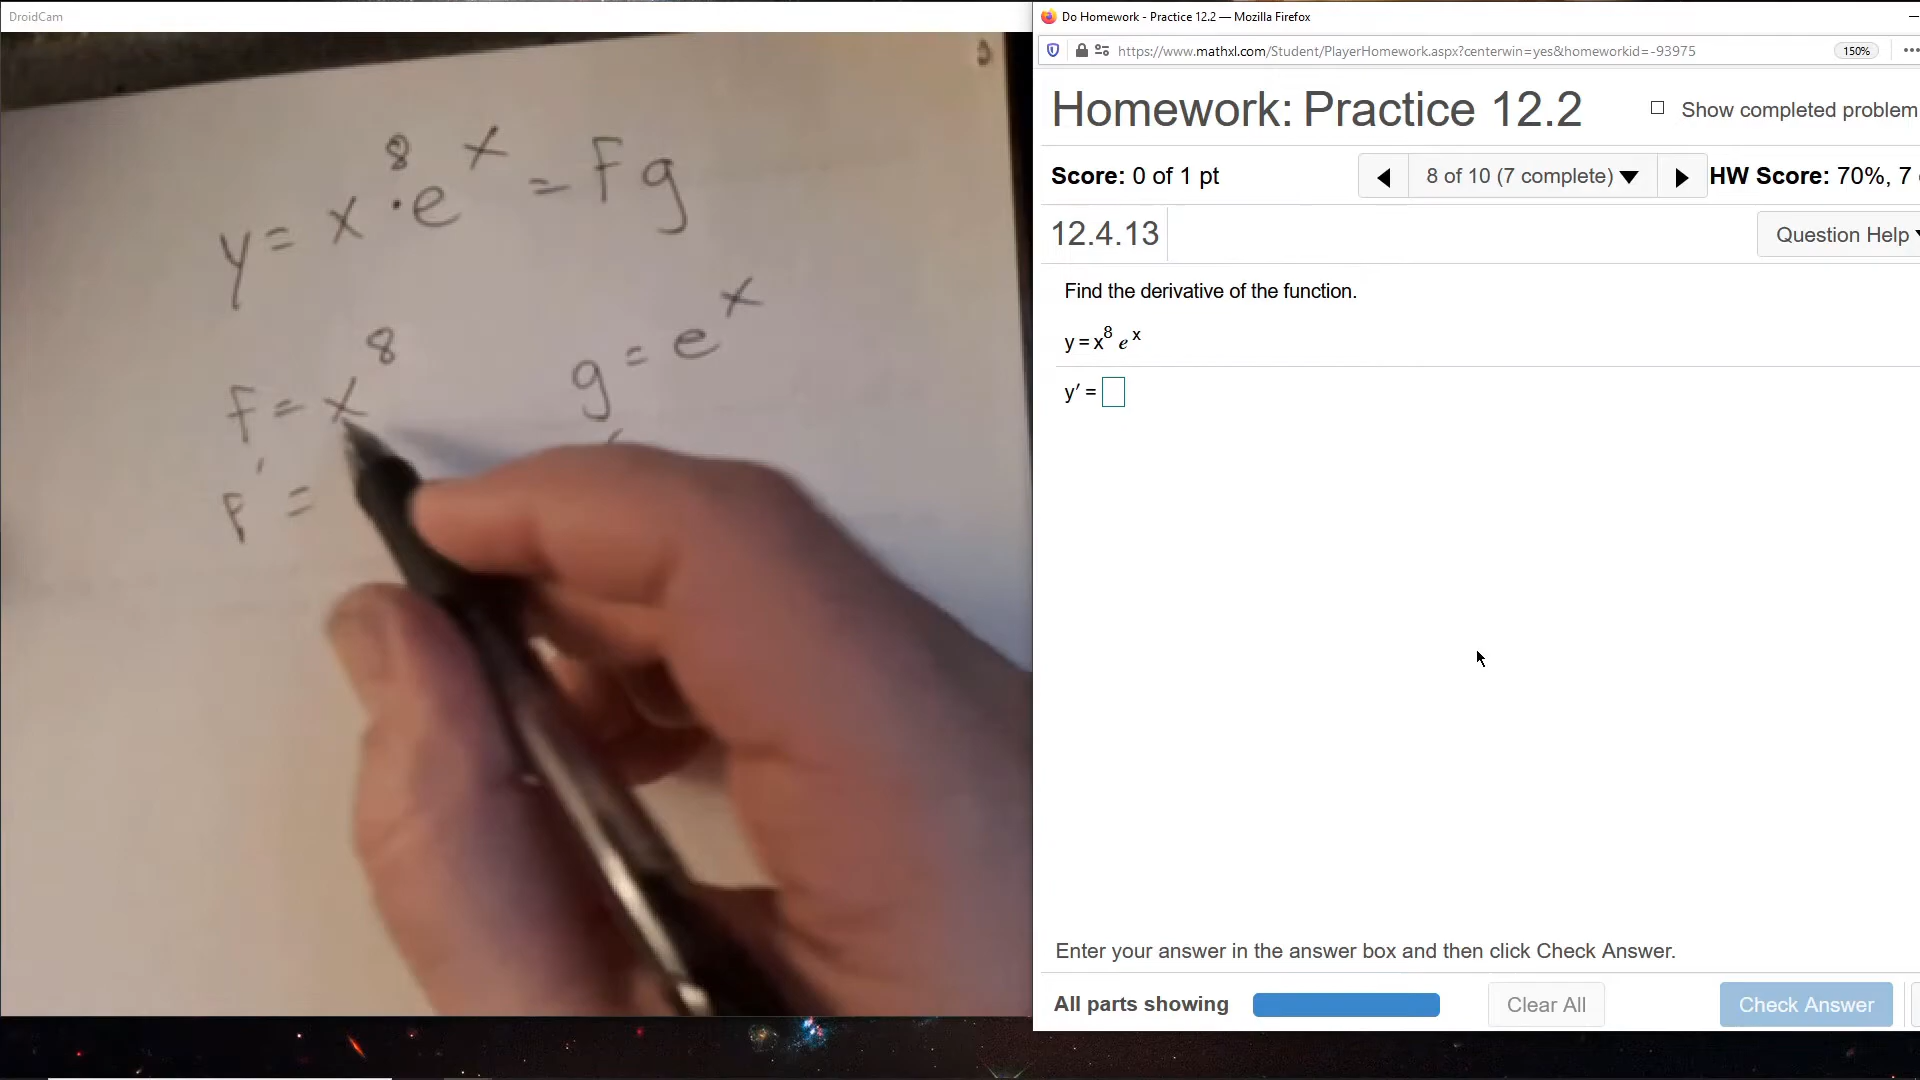 DroidCam
y = x^8 · e^x = fg
f = x^8
g = e^x
f' =
Do Homework - Practice 12.2 — Mozilla Firefox
https://www.mathxl.com/Student/PlayerHomework.aspx?centerwin=yes&homeworkid=-93975
150%
Homework: Practice 12.2
Show completed problem
Score: 0 of 1 pt
8 of 10 (7 complete)
HW Score: 70%, 7
12.4.13
Question Help
Find the derivative of the function.
y = x^8 e^x
y′ =
Enter your answer in the answer box and then click Check Answer.
All parts showing
Clear All
Check Answer